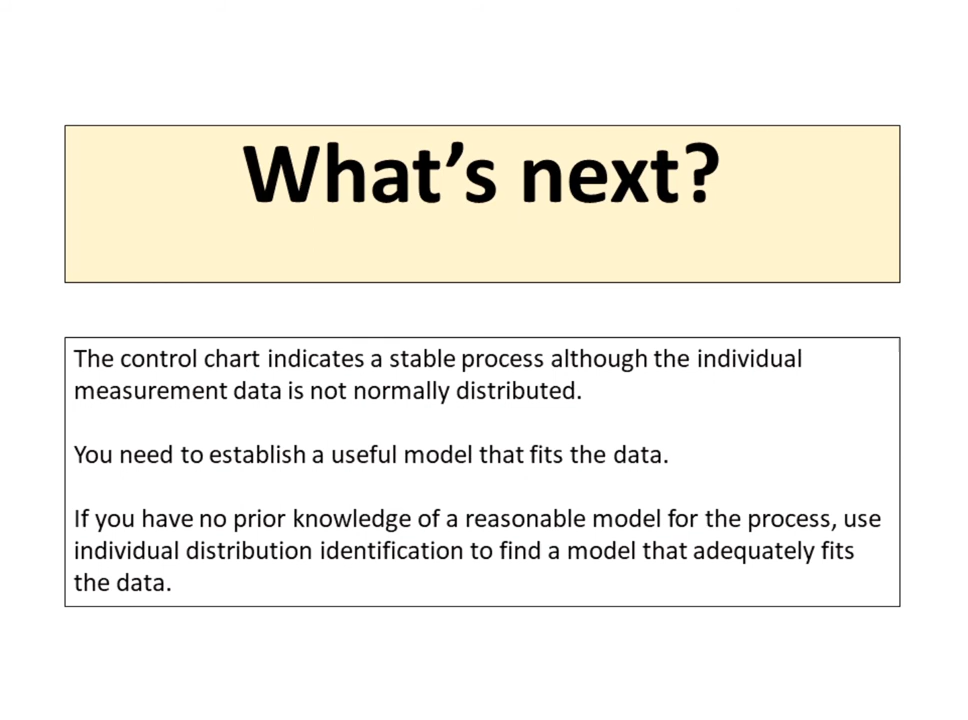 What’s next?
The control chart indicates a stable process although the individual
measurement data is not normally distributed.
You need to establish a useful model that fits the data.
If you have no prior knowledge of a reasonable model for the process, use
individual distribution identification to find a model that adequately fits
the data.